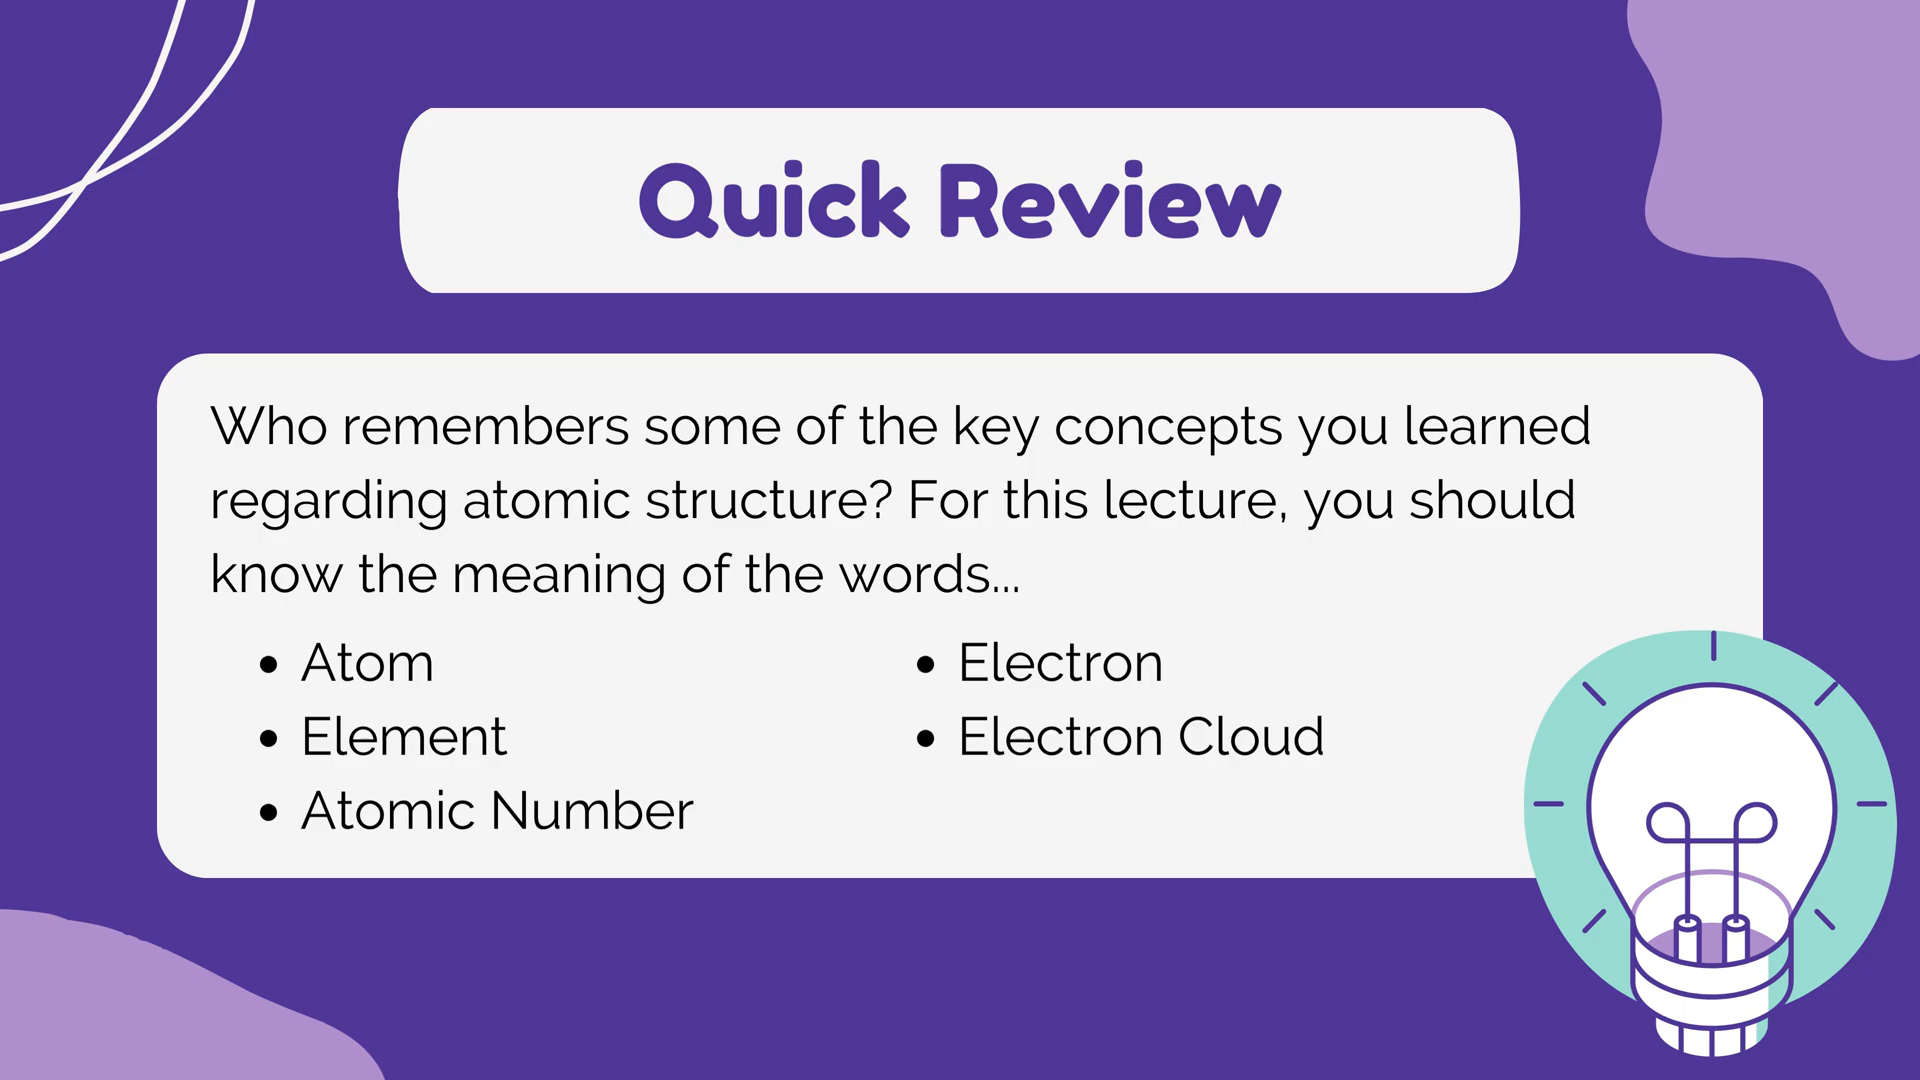 Quick Review
Who remembers some of the key concepts you learned
regarding atomic structure? For this lecture, you should
know the meaning of the words...
• Atom
• Element
• Atomic Number
• Electron
• Electron Cloud